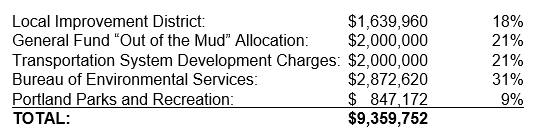 Local Improvement District: $1,639,960 18%
General Fund “Out of the Mud” Allocation: $2,000,000 21%
Transportation System Development Charges: $2,000,000 21%
Bureau of Environmental Services: $2,872,620 31%
Portland Parks and Recreation: $ 847,172 9%
TOTAL: $9,359,752